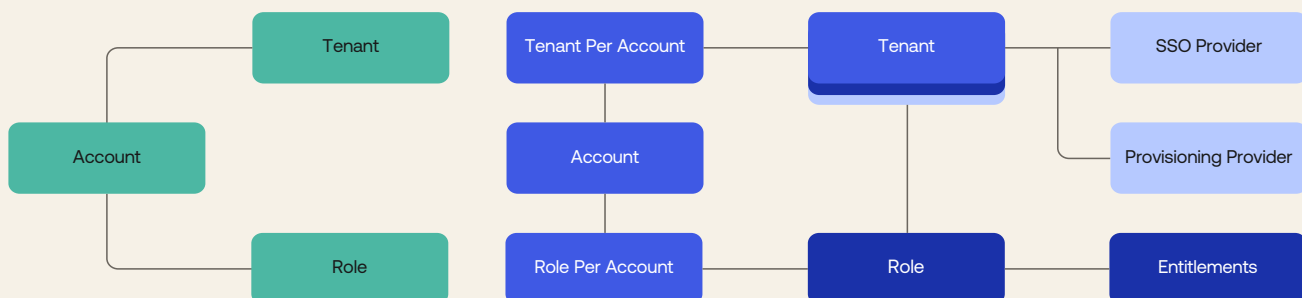 Tenant
Tenant Per Account
Tenant
SSO Provider
Account
Account
Provisioning Provider
Role
Role Per Account
Role
Entitlements